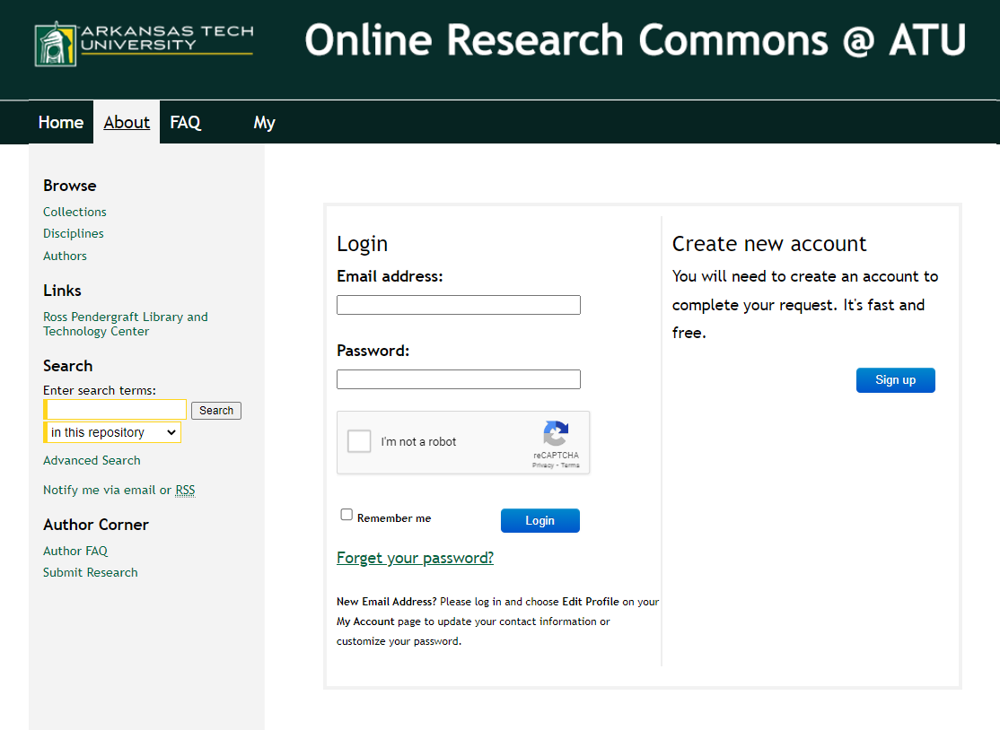 ARKANSAS TECH
UNIVERSITY
Online Research Commons @ ATU
Home About FAQ My
Browse
Collections
Disciplines
Authors
Links
Ross Pendergraft Library and
Technology Center
Search
Enter search terms:
Search
in this repository
Advanced Search
Notify me via email or RSS
Author Corner
Author FAQ
Submit Research
Login
Email address:
Password:
I'm not a robot
reCAPTCHA
Privacy - Terms
Remember me
Login
Forget your password?
New Email Address? Please log in and choose Edit Profile on your
My Account page to update your contact information or
customize your password.
Create new account
You will need to create an account to
complete your request. It's fast and
free.
Sign up